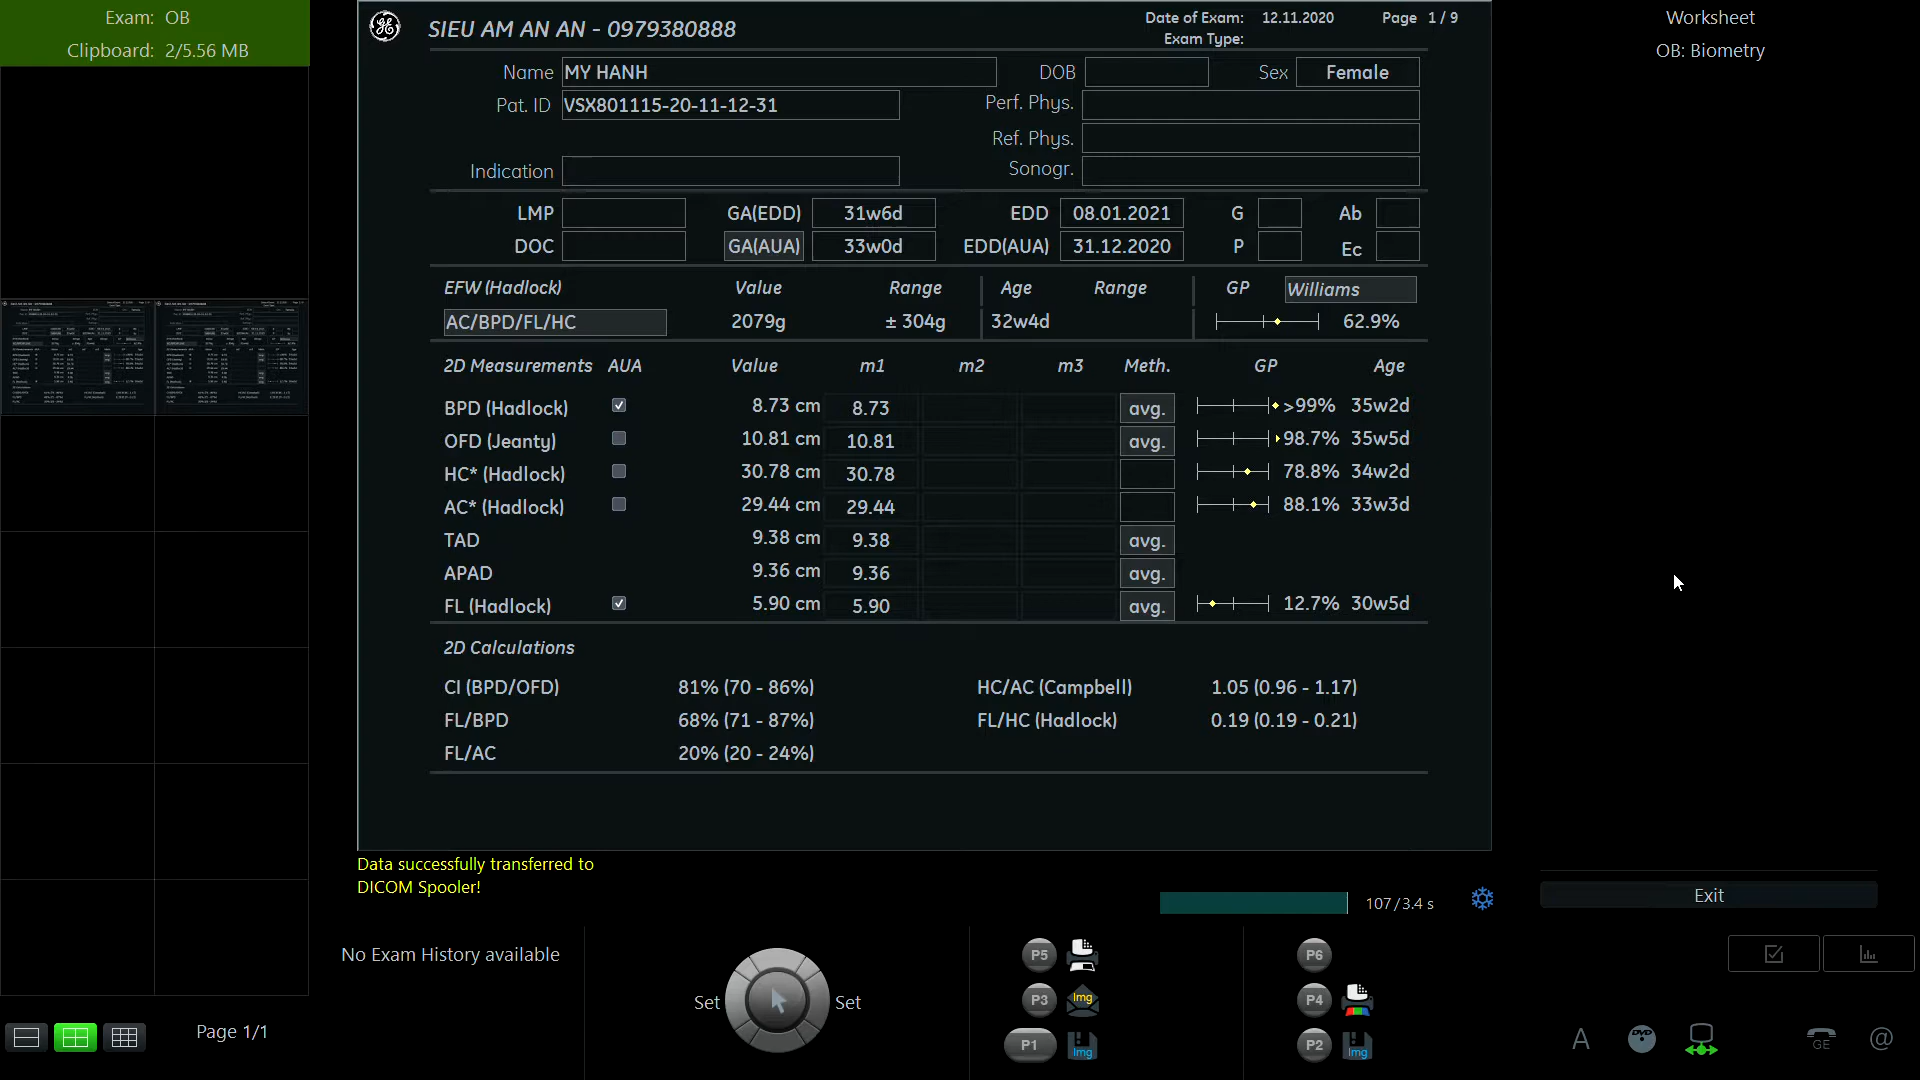 Exam: OB
Clipboard: 2/5.56 MB
SIEU AM AN AN - 0979380888
Date of Exam: 12.11.2020 Page 1 / 9
Exam Type:
Name MY HANH DOB Sex Female
Pat. ID VSX801115-20-11-12-31 Perf. Phys.
Ref. Phys.
Indication Sonogr.
LMP GA(EDD) 31w6d EDD 08.01.2021 G Ab
DOC GA(AUA) 33w0d EDD(AUA) 31.12.2020 P Ec
EFW (Hadlock) Value Range Age Range GP Williams
AC/BPD/FL/HC 2079g ± 304g 32w4d 62.9%
2D Measurements AUA Value m1 m2 m3 Meth. GP Age
BPD (Hadlock) 8.73 cm 8.73 avg. >99% 35w2d
OFD (Jeanty) 10.81 cm 10.81 avg. 98.7% 35w5d
HC* (Hadlock) 30.78 cm 30.78 78.8% 34w2d
AC* (Hadlock) 29.44 cm 29.44 88.1% 33w3d
TAD 9.38 cm 9.38 avg.
APAD 9.36 cm 9.36 avg.
FL (Hadlock) 5.90 cm 5.90 avg. 12.7% 30w5d
2D Calculations
CI (BPD/OFD) 81% (70 - 86%) HC/AC (Campbell) 1.05 (0.96 - 1.17)
FL/BPD 68% (71 - 87%) FL/HC (Hadlock) 0.19 (0.19 - 0.21)
FL/AC 20% (20 - 24%)
Data successfully transferred to
DICOM Spooler!
107/3.4 s
Worksheet
OB: Biometry
Exit
No Exam History available
Set Set
P5 P6
P3 Img P4
P1 Img P2 Img
Page 1/1
A DVD GE @